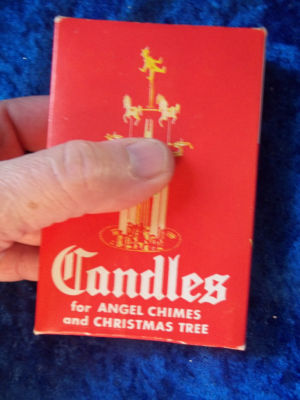 Candles
for ANGEL CHIMES
and CHRISTMAS TREE